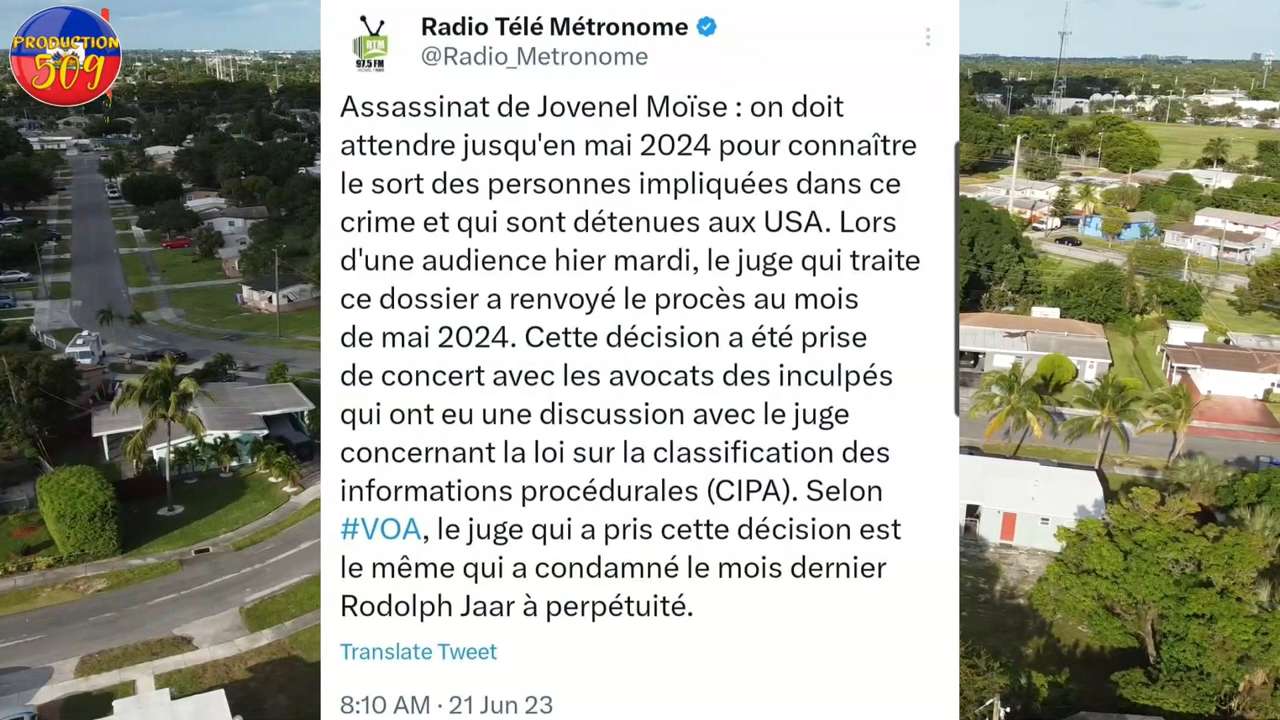 PRODUCTION
509
Radio Télé Métronome
@Radio_Metronome
RTM
97.5 FM
Assassinat de Jovenel Moïse : on doit
attendre jusqu'en mai 2024 pour connaître
le sort des personnes impliquées dans ce
crime et qui sont détenues aux USA. Lors
d'une audience hier mardi, le juge qui traite
ce dossier a renvoyé le procès au mois
de mai 2024. Cette décision a été prise
de concert avec les avocats des inculpés
qui ont eu une discussion avec le juge
concernant la loi sur la classification des
informations procédurales (CIPA). Selon
#VOA, le juge qui a pris cette décision est
le même qui a condamné le mois dernier
Rodolph Jaar à perpétuité.
Translate Tweet
8:10 AM · 21 Jun 23